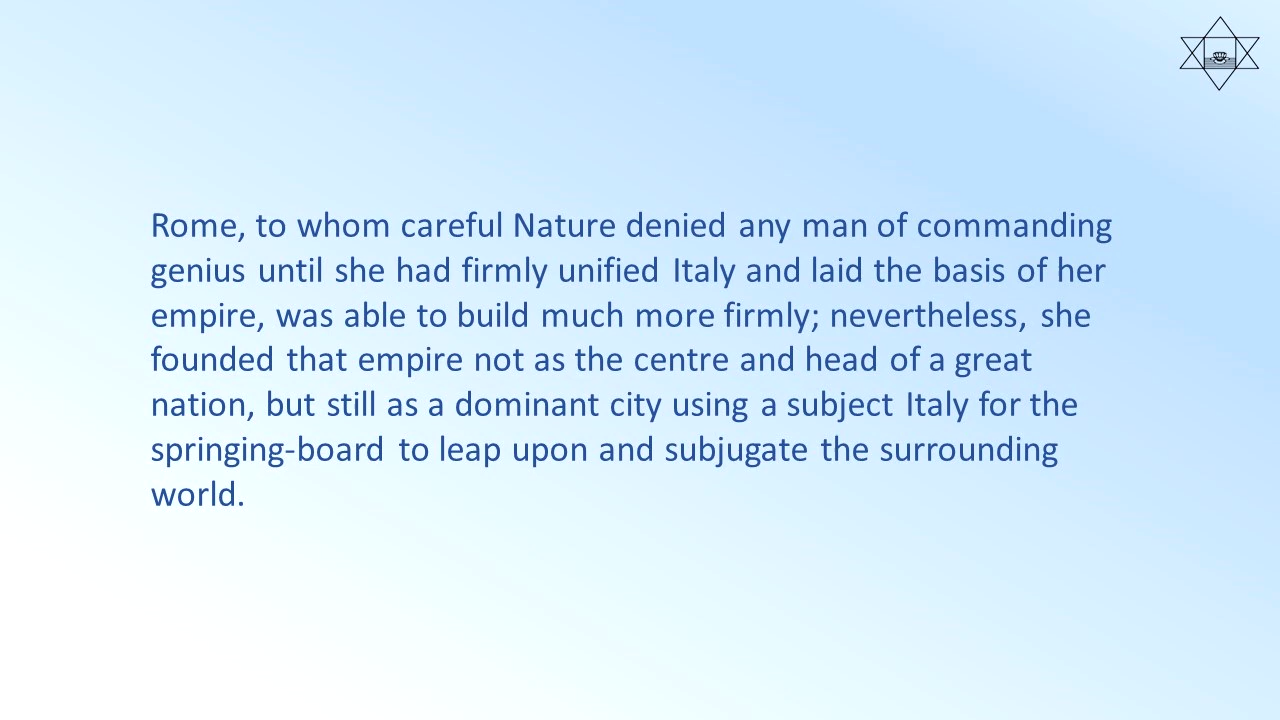 Rome, to whom careful Nature denied any man of commanding
genius until she had firmly unified Italy and laid the basis of her
empire, was able to build much more firmly; nevertheless, she
founded that empire not as the centre and head of a great
nation, but still as a dominant city using a subject Italy for the
springing-board to leap upon and subjugate the surrounding
world.